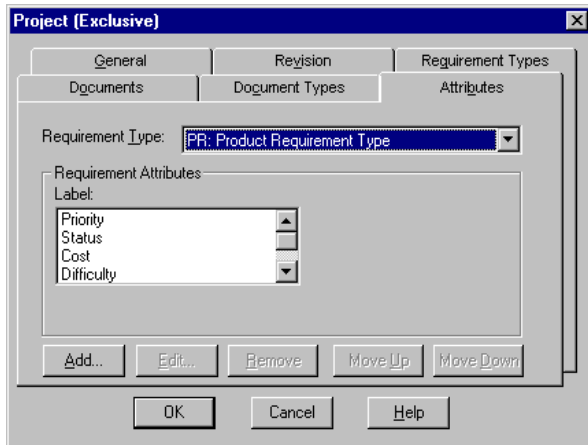 Project (Exclusive)
General Revision Requirement Types
Documents Document Types Attributes
Requirement Type: PR: Product Requirement Type
Requirement Attributes
Label:
Priority
Status
Cost
Difficulty
Add... Edit... Remove Move Up Move Down
OK Cancel Help